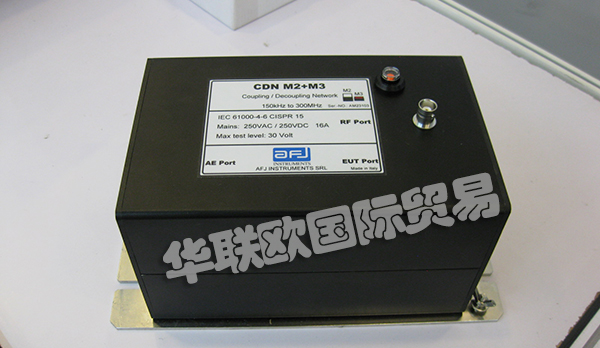 CDN M2+M3
Coupling / Decoupling Network
M2
M3
150kHz to 300MHz
IEC 61000-4-6 CISPR 15
Mains: 250VAC / 250VDC 16A
RF Port
Max test level: 30 Volt
AFJ
INSTRUMENTS
AE Port
EUT Port
AFJ INSTRUMENTS SRL
Made in Italy
华联欧国际贸易